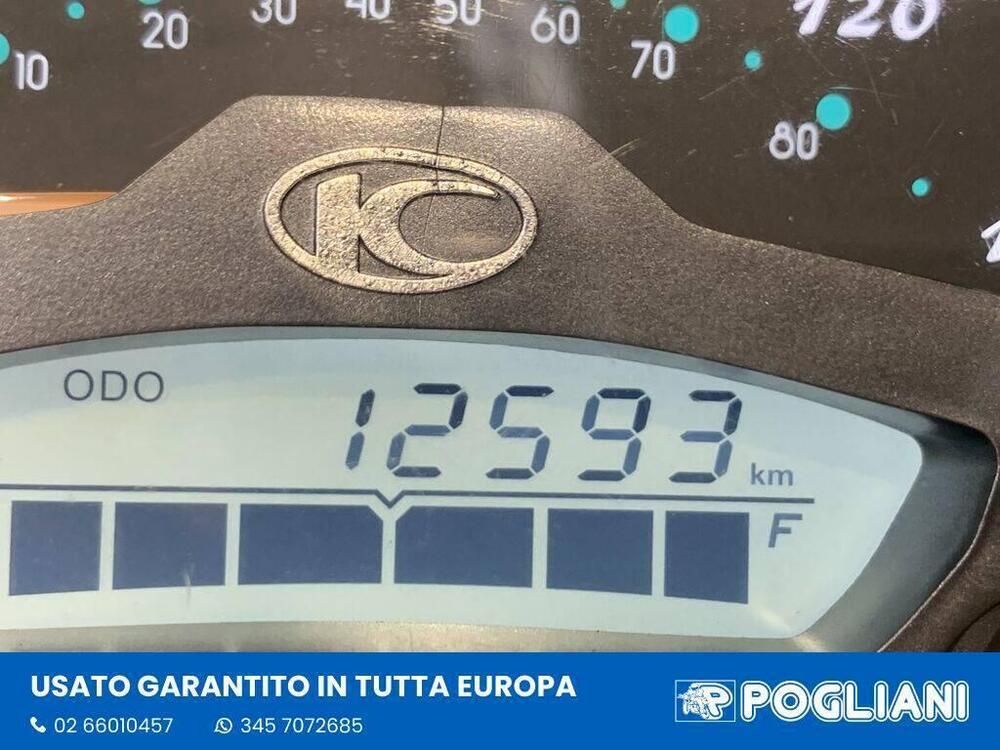 10 20 30 40 50 60 70 80
120
KC
ODO 12593 km
F
USATO GARANTITO IN TUTTA EUROPA
02 66010457 345 7072685
POGLIANI